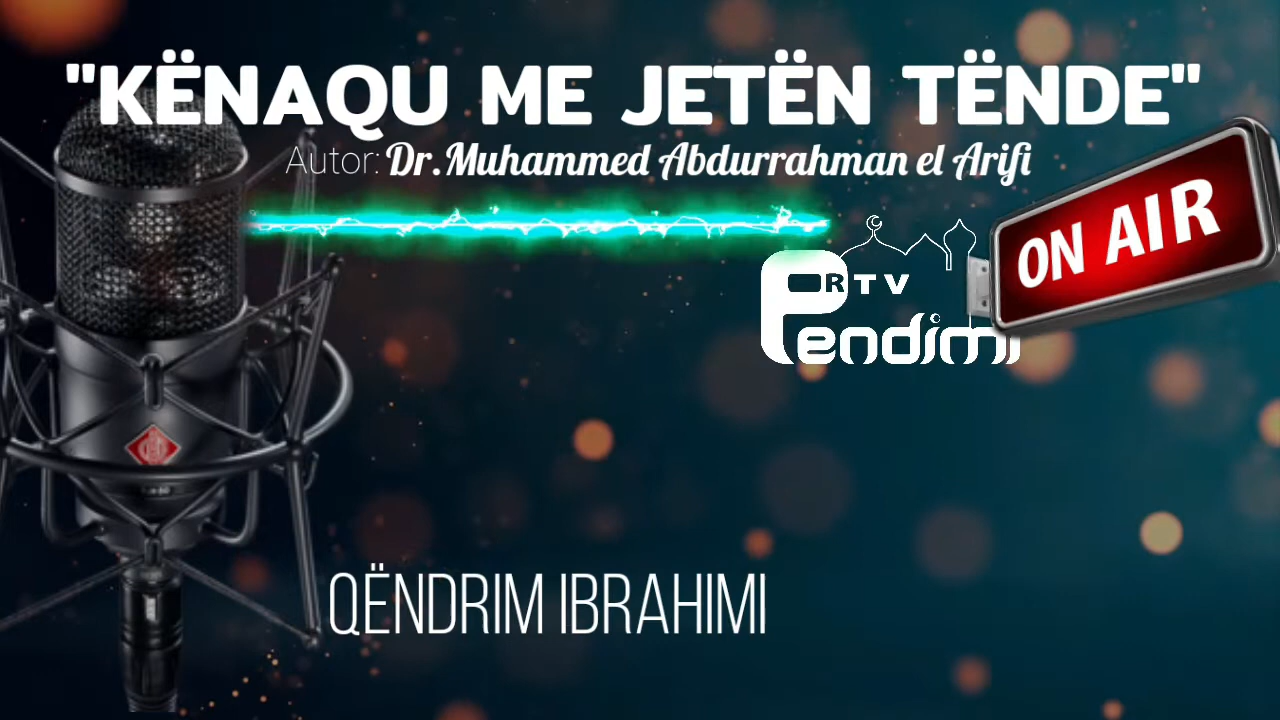 "KËNAQU ME JETËN TËNDE"
Autor: Dr. Muhammed Abdurrahman el Arifi
ON AIR
RTV
Pendimi
QËNDRIM IBRAHIMI